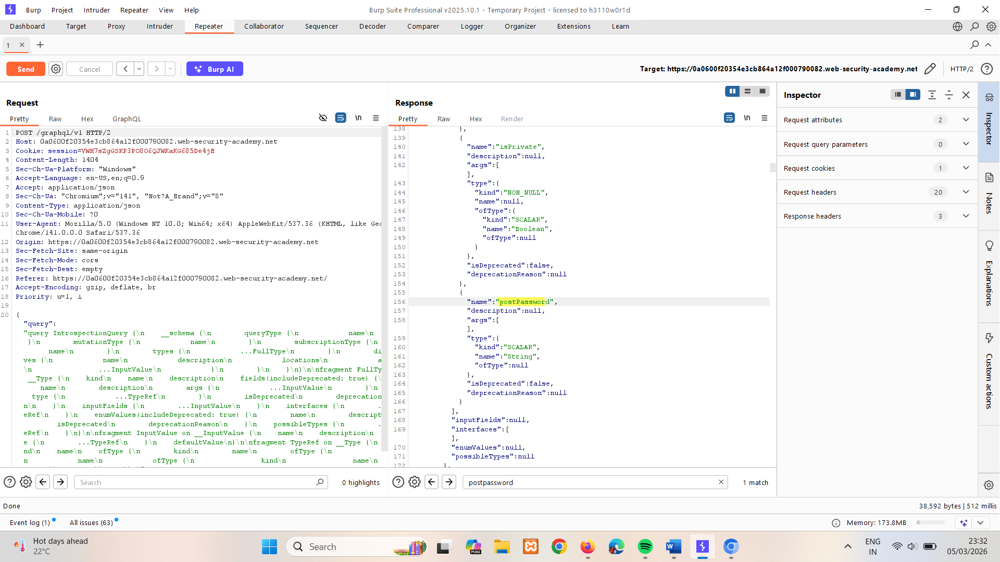 Burp Project Intruder Repeater View Help Burp Suite Professional v2025.10.1 - Temporary Project - licensed to h3110w0r1d
Dashboard Target Proxy Intruder Repeater Collaborator Sequencer Decoder Comparer Logger Organizer Extensions Learn
1
Send Cancel Burp AI Target: https://0a0600f20354e3cb864a12f000790082.web-security-academy.net HTTP/2
Request
Pretty Raw Hex GraphQL \n
1 POST /graphql/v1 HTTP/2
2 Host: 0a0600f20354e3cb864a12f000790082.web-security-academy.net
3 Cookie: session=VWH7sZgGSKP3PO8O6QJWKaKG685De4jE
4 Content-Length: 1404
5 Sec-Ch-Ua-Platform: "Windows"
6 Accept-Language: en-US,en;q=0.9
7 Accept: application/json
8 Sec-Ch-Ua: "Chromium";v="141", "Not?A_Brand";v="8"
9 Content-Type: application/json
10 Sec-Ch-Ua-Mobile: ?0
11 User-Agent: Mozilla/5.0 (Windows NT 10.0; Win64; x64) AppleWebKit/537.36 (KHTML, like Gec
Chrome/141.0.0.0 Safari/537.36
12 Origin: https://0a0600f20354e3cb864a12f000790082.web-security-academy.net
13 Sec-Fetch-Site: same-origin
14 Sec-Fetch-Mode: cors
15 Sec-Fetch-Dest: empty
16 Referer: https://0a0600f20354e3cb864a12f000790082.web-security-academy.net/
17 Accept-Encoding: gzip, deflate, br
18 Priority: u=1, i
19
20 {
"query":
"query IntrospectionQuery {\n __schema {\n queryType {\n name\n
}\n mutationType {\n name\n }\n subscriptionType {\n
name\n }\n types {\n ...FullType\n }\n di
ves {\n name\n description\n locations\n a
\n ...InputValue\n }\n }\n }\n}\n\nfragment FullTy
__Type {\n kind\n name\n description\n fields(includeDeprecated: true) {\
name\n description\n args {\n ...InputValue\n }\n
type {\n ...TypeRef\n }\n isDeprecated\n deprecation
n\n }\n inputFields {\n ...InputValue\n }\n interfaces {\n .
eRef\n }\n enumValues(includeDeprecated: true) {\n name\n descript
isDeprecated\n deprecationReason\n }\n possibleTypes {\n .
eRef\n }\n}\n\nfragment InputValue on __InputValue {\n name\n description\n
e {\n ...TypeRef\n }\n defaultValue\n}\n\nfragment TypeRef on __Type {\n
nd\n name\n ofType {\n kind\n name\n ofType {\n
n name\n ofType {\n kind\n name\n
Search 0 highlights
Response
Pretty Raw Hex Render \n
138 },
139 {
140 "name":"isPrivate",
141 "description":null,
142 "args":[
],
143 "type":{
144 "kind":"NON_NULL",
145 "name":null,
146 "ofType":{
147 "kind":"SCALAR",
148 "name":"Boolean",
149 "ofType":null
150 }
151 },
152 "isDeprecated":false,
153 "deprecationReason":null
154 },
155 {
156 "name":"postPassword",
157 "description":null,
158 "args":[
],
159 "type":{
160 "kind":"SCALAR",
161 "name":"String",
162 "ofType":null
163 },
164 "isDeprecated":false,
165 "deprecationReason":null
166 }
167 ],
168 "inputFields":null,
169 "interfaces":[
],
170 "enumValues":null,
171 "possibleTypes":null
172 },
postpassword 1 match
Inspector
Request attributes 2
Request query parameters 0
Request cookies 1
Request headers 20
Response headers 3
Inspector
Notes
Explanations
Custom actions
Done 38,592 bytes | 512 millis
Event log (1) All issues (63) Memory: 173.8MB
Hot days ahead
22°C
Search
M365
ENG
IN
23:32
05/03/2026